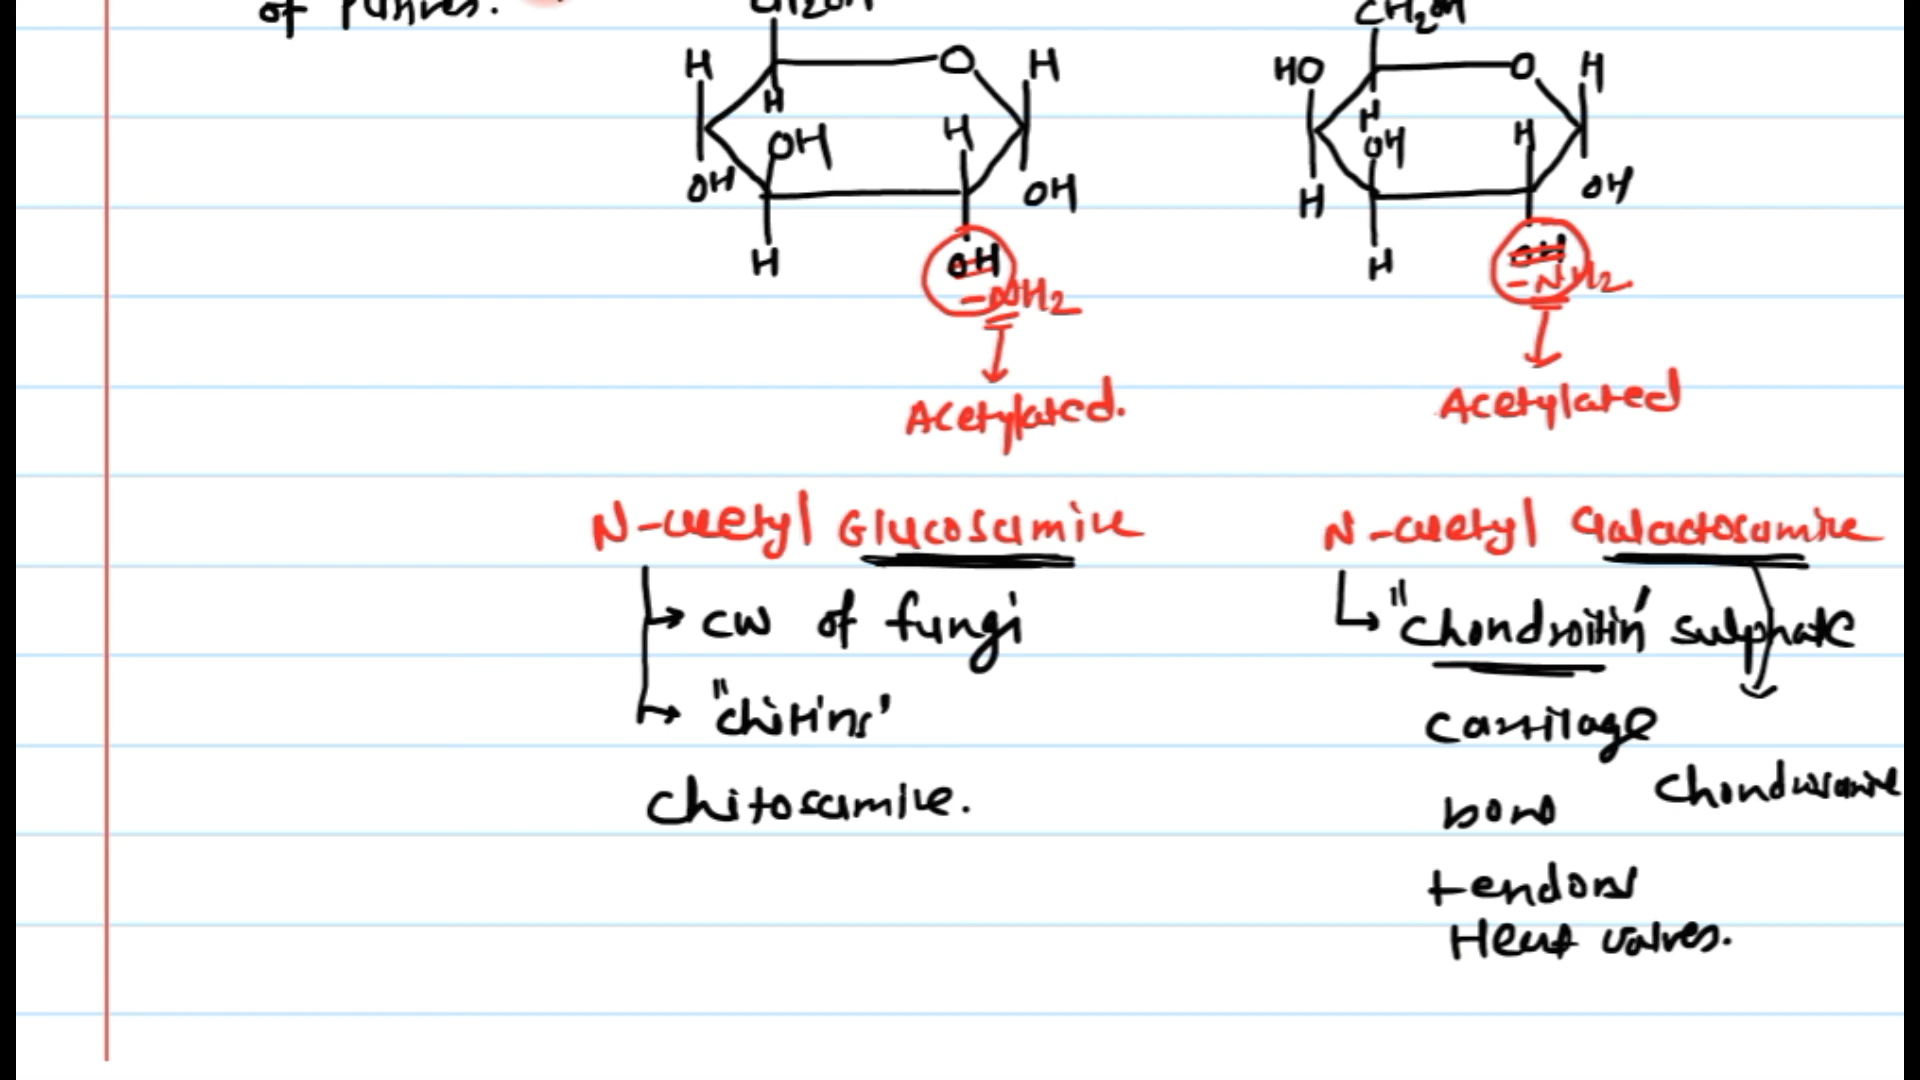 of
CH2OH CH2OH
H O H HO O H
H H
OH H OH H
OH OH H OH
H OH H OH
-NH2 -NH2
Acetylated. Acetylated
N-acetyl Glucosamine N-acetyl Galactosamine
CW of fungi "Chondroitin' sulphate
"chitins' Cartilage
Chitosamine. bons Chondrosamine
tendons
Heart valves.